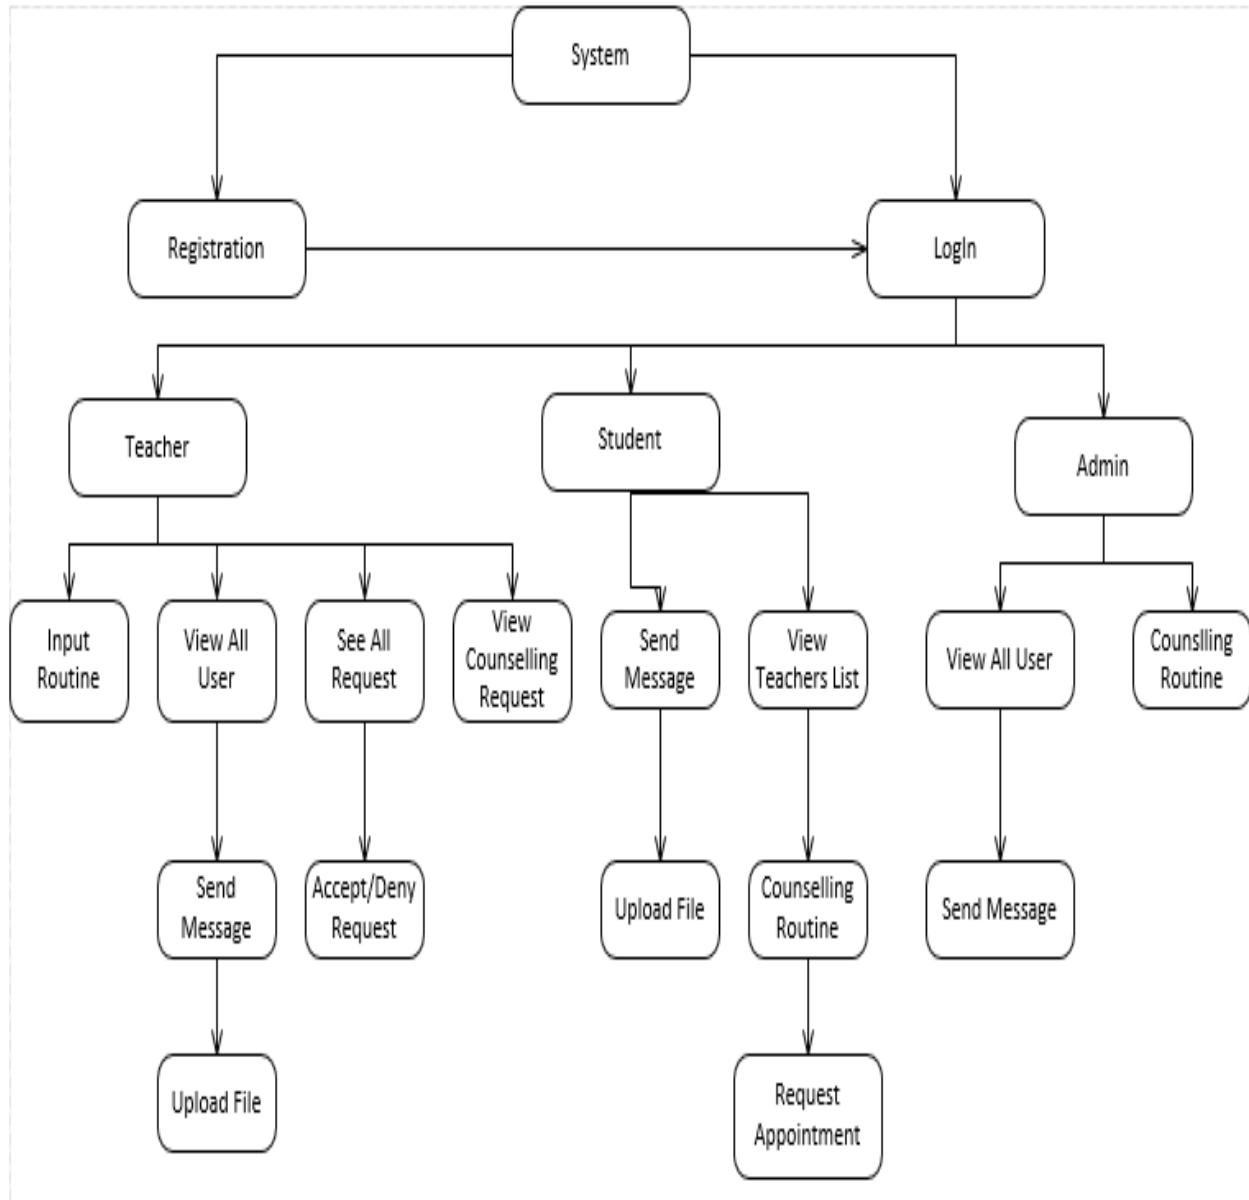 System
Registration
LogIn
Teacher
Student
Admin
Input
Routine
View All
User
See All
Request
View
Counselling
Request
Send
Message
View
Teachers List
View All User
Counslling
Routine
Send
Message
Accept/Deny
Request
Upload File
Counselling
Routine
Send Message
Upload File
Request
Appointment